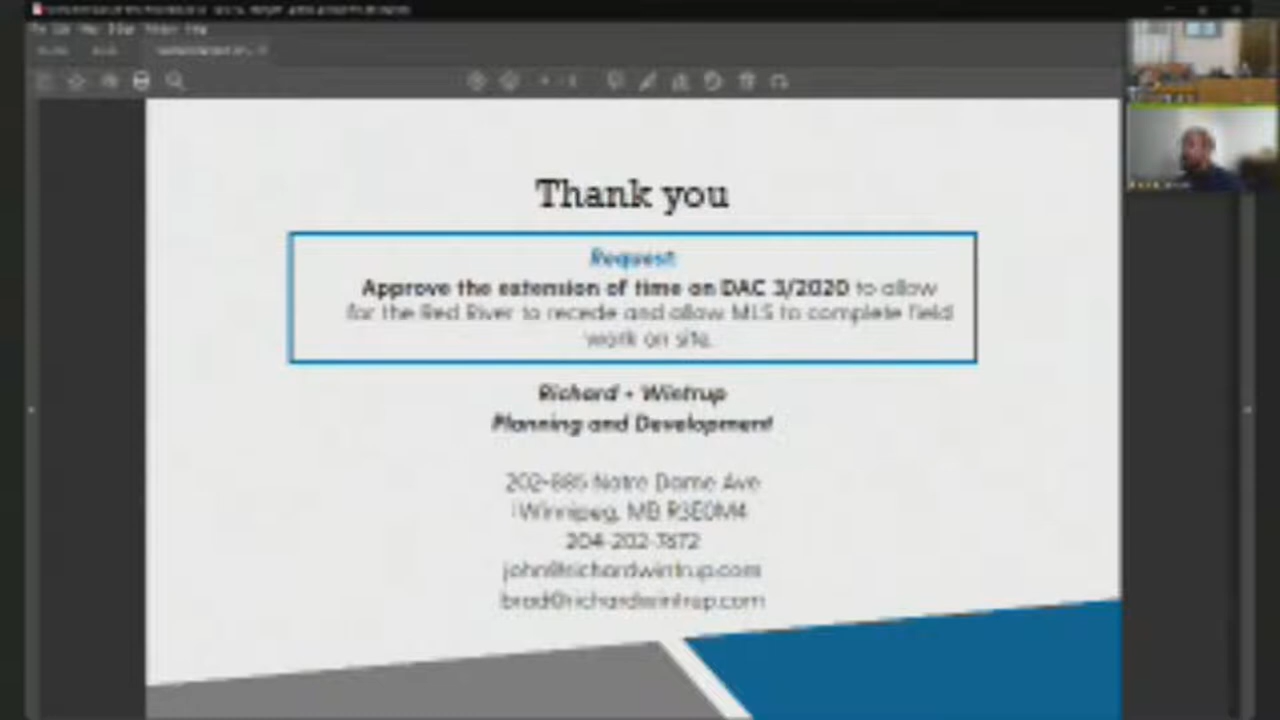 Thank you
Request
Approve the extension of time on DAC 3/2020 to allow
for the Red River to recede and allow MLS to complete field
work on site.
Richard + Wintrup
Planning and Development
202-885 Notre Dame Ave
Winnipeg, MB R3E0M4
204-202-3672
john@richardwintrup.com
brad@richardwintrup.com